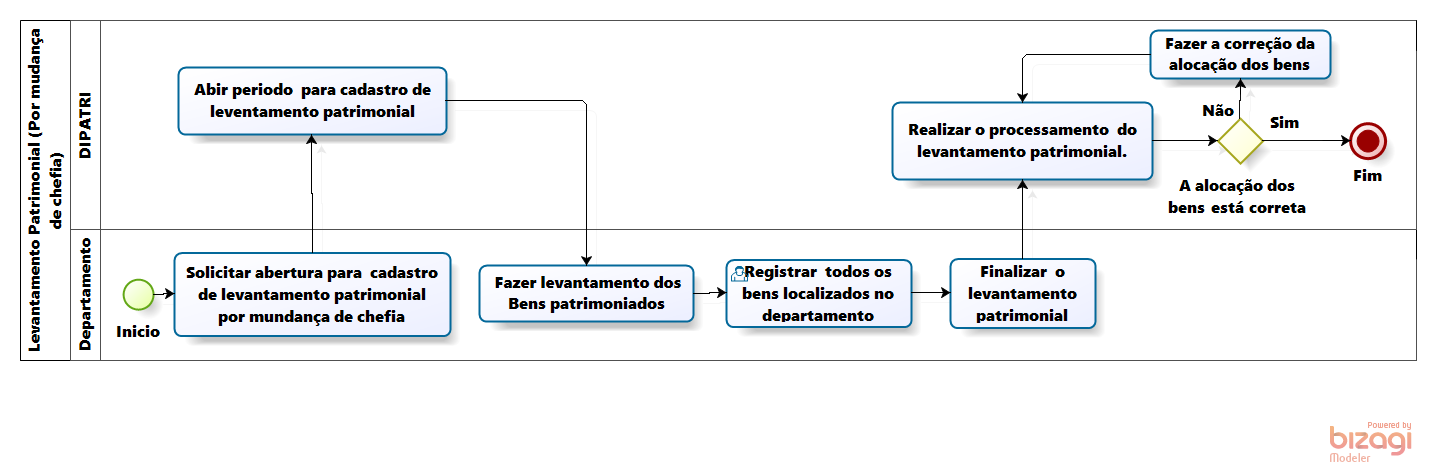 Levantamento Patrimonial (Por mudança
de chefia)
DIPATRI
Departamento
Inicio
Solicitar abertura para cadastro
de levantamento patrimonial
por mundança de chefia
Abir periodo para cadastro de
leventamento patrimonial
Fazer levantamento dos
Bens patrimoniados
Registrar todos os
bens localizados no
departamento
Finalizar o
levantamento
patrimonial
Realizar o processamento do
levantamento patrimonial.
Fazer a correção da
alocação dos bens
Não
Sim
A alocação dos
bens está correta
Fim
Powered by
bizagi
Modeler